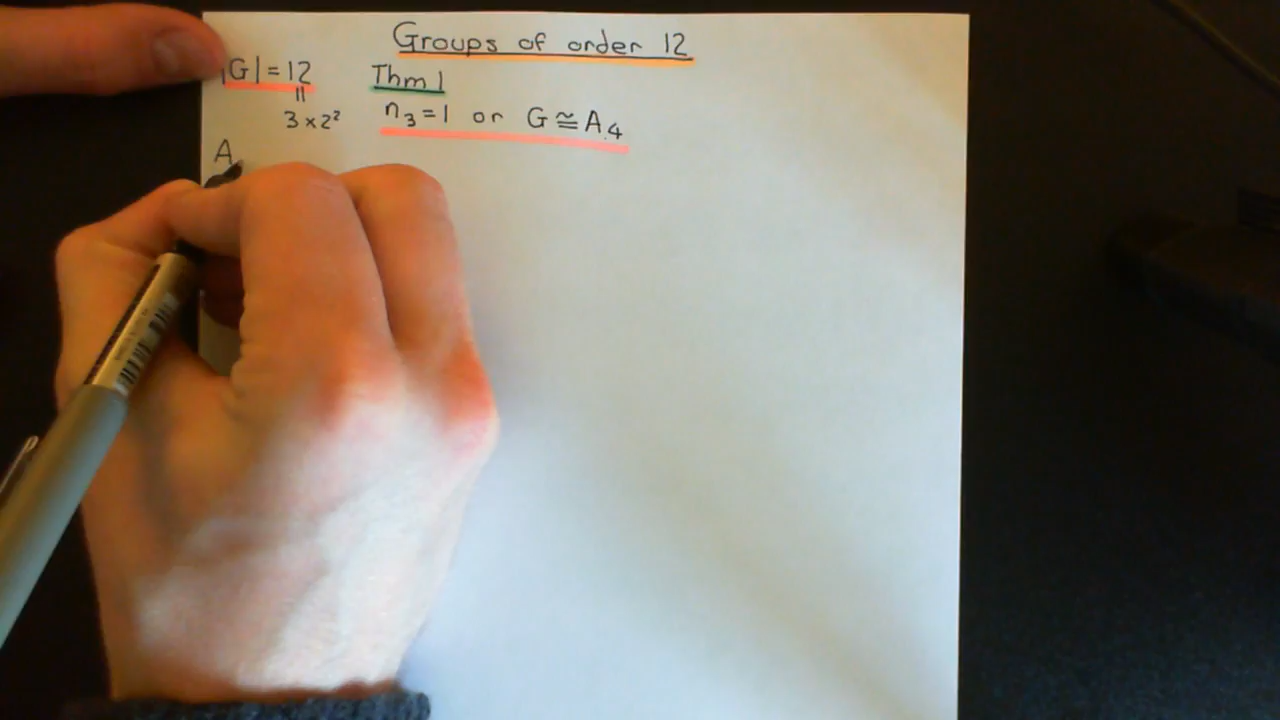 Groups of order 12
|G| = 12
= 3 × 2²
Thm 1
n₃ = 1 or G ≅ A₄
A